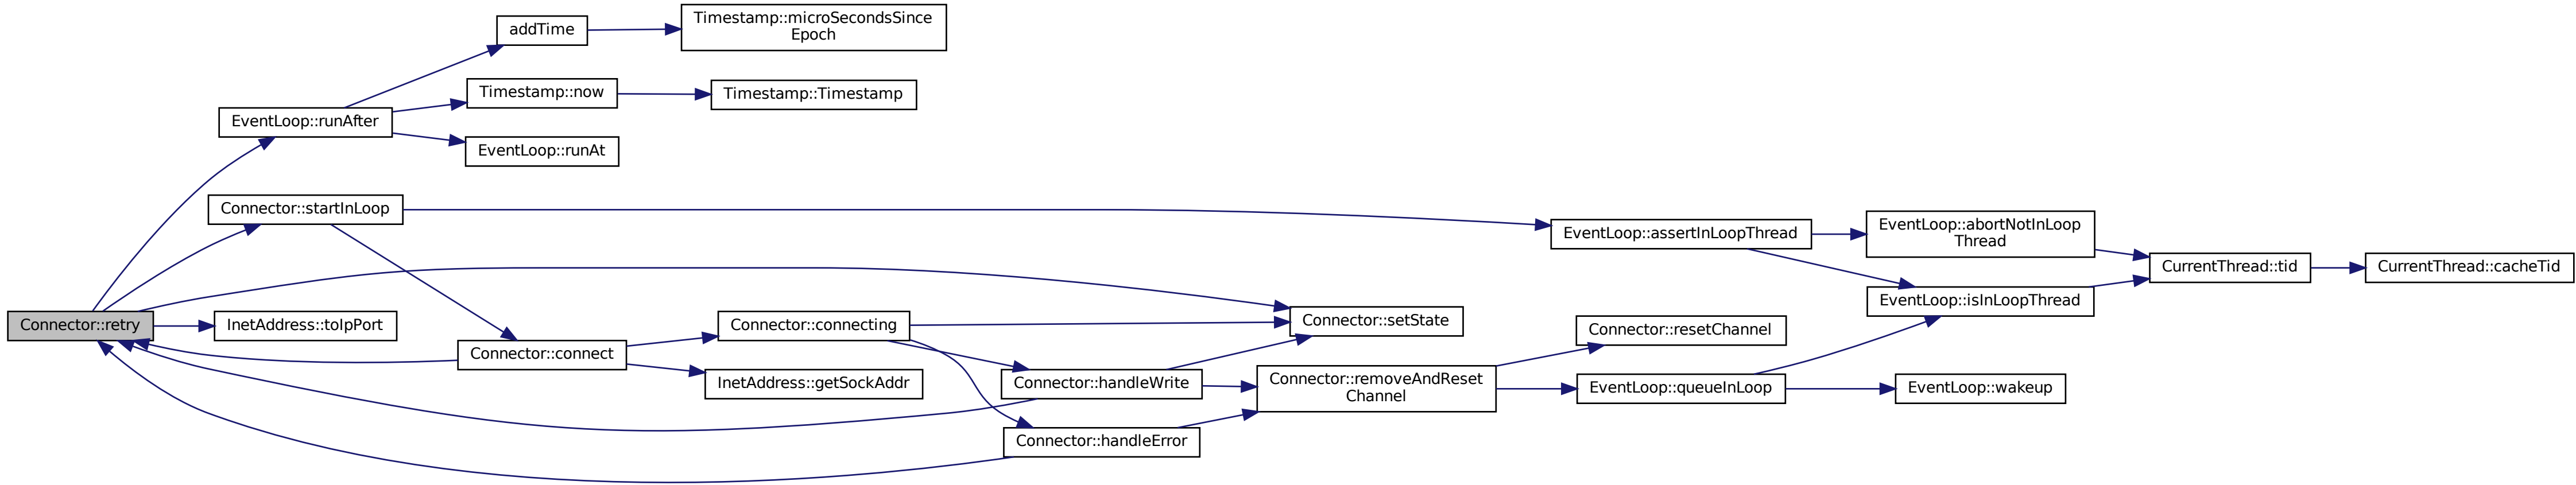 Connector::retry
EventLoop::runAfter
addTime
Timestamp::microSecondsSince
Epoch
Timestamp::now
Timestamp::Timestamp
EventLoop::runAt
Connector::startInLoop
InetAddress::toIpPort
Connector::connect
Connector::connecting
InetAddress::getSockAddr
Connector::handleWrite
Connector::handleError
Connector::setState
Connector::removeAndReset
Channel
EventLoop::assertInLoopThread
Connector::resetChannel
EventLoop::queueInLoop
EventLoop::abortNotInLoop
Thread
EventLoop::isInLoopThread
EventLoop::wakeup
CurrentThread::tid
CurrentThread::cacheTid